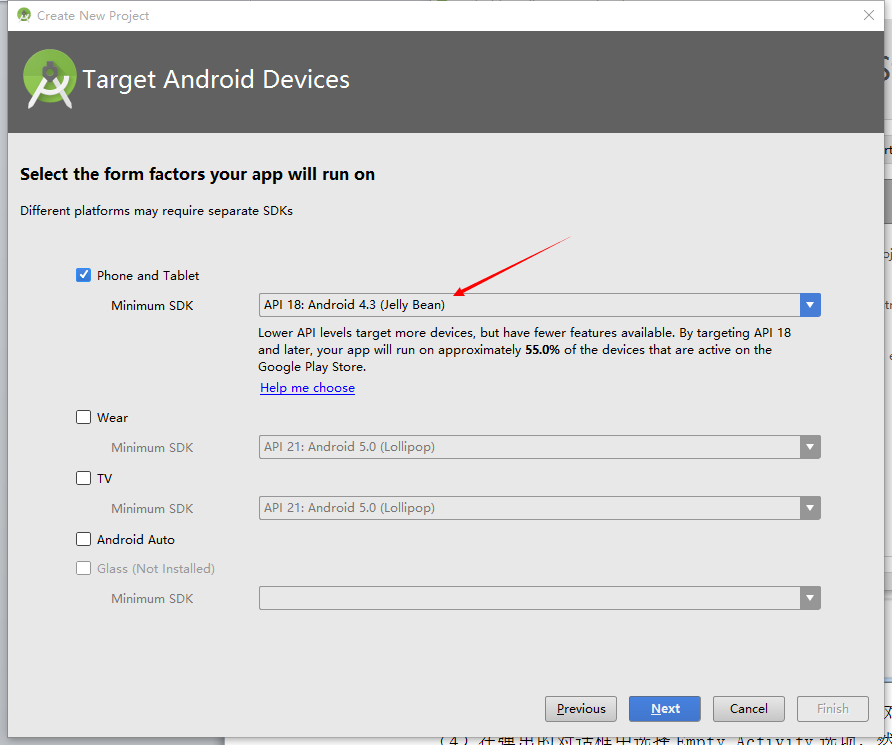 Create New Project
Target Android Devices
Select the form factors your app will run on
Different platforms may require separate SDKs
Phone and Tablet
Minimum SDK
API 18: Android 4.3 (Jelly Bean)
Lower API levels target more devices, but have fewer features available. By targeting API 18
and later, your app will run on approximately 55.0% of the devices that are active on the
Google Play Store.
Help me choose
Wear
Minimum SDK
API 21: Android 5.0 (Lollipop)
TV
Minimum SDK
API 21: Android 5.0 (Lollipop)
Android Auto
Glass (Not Installed)
Minimum SDK
Previous
Next
Cancel
Finish
(4) 在弹出的对话框中选择 Empty Activity 选项，